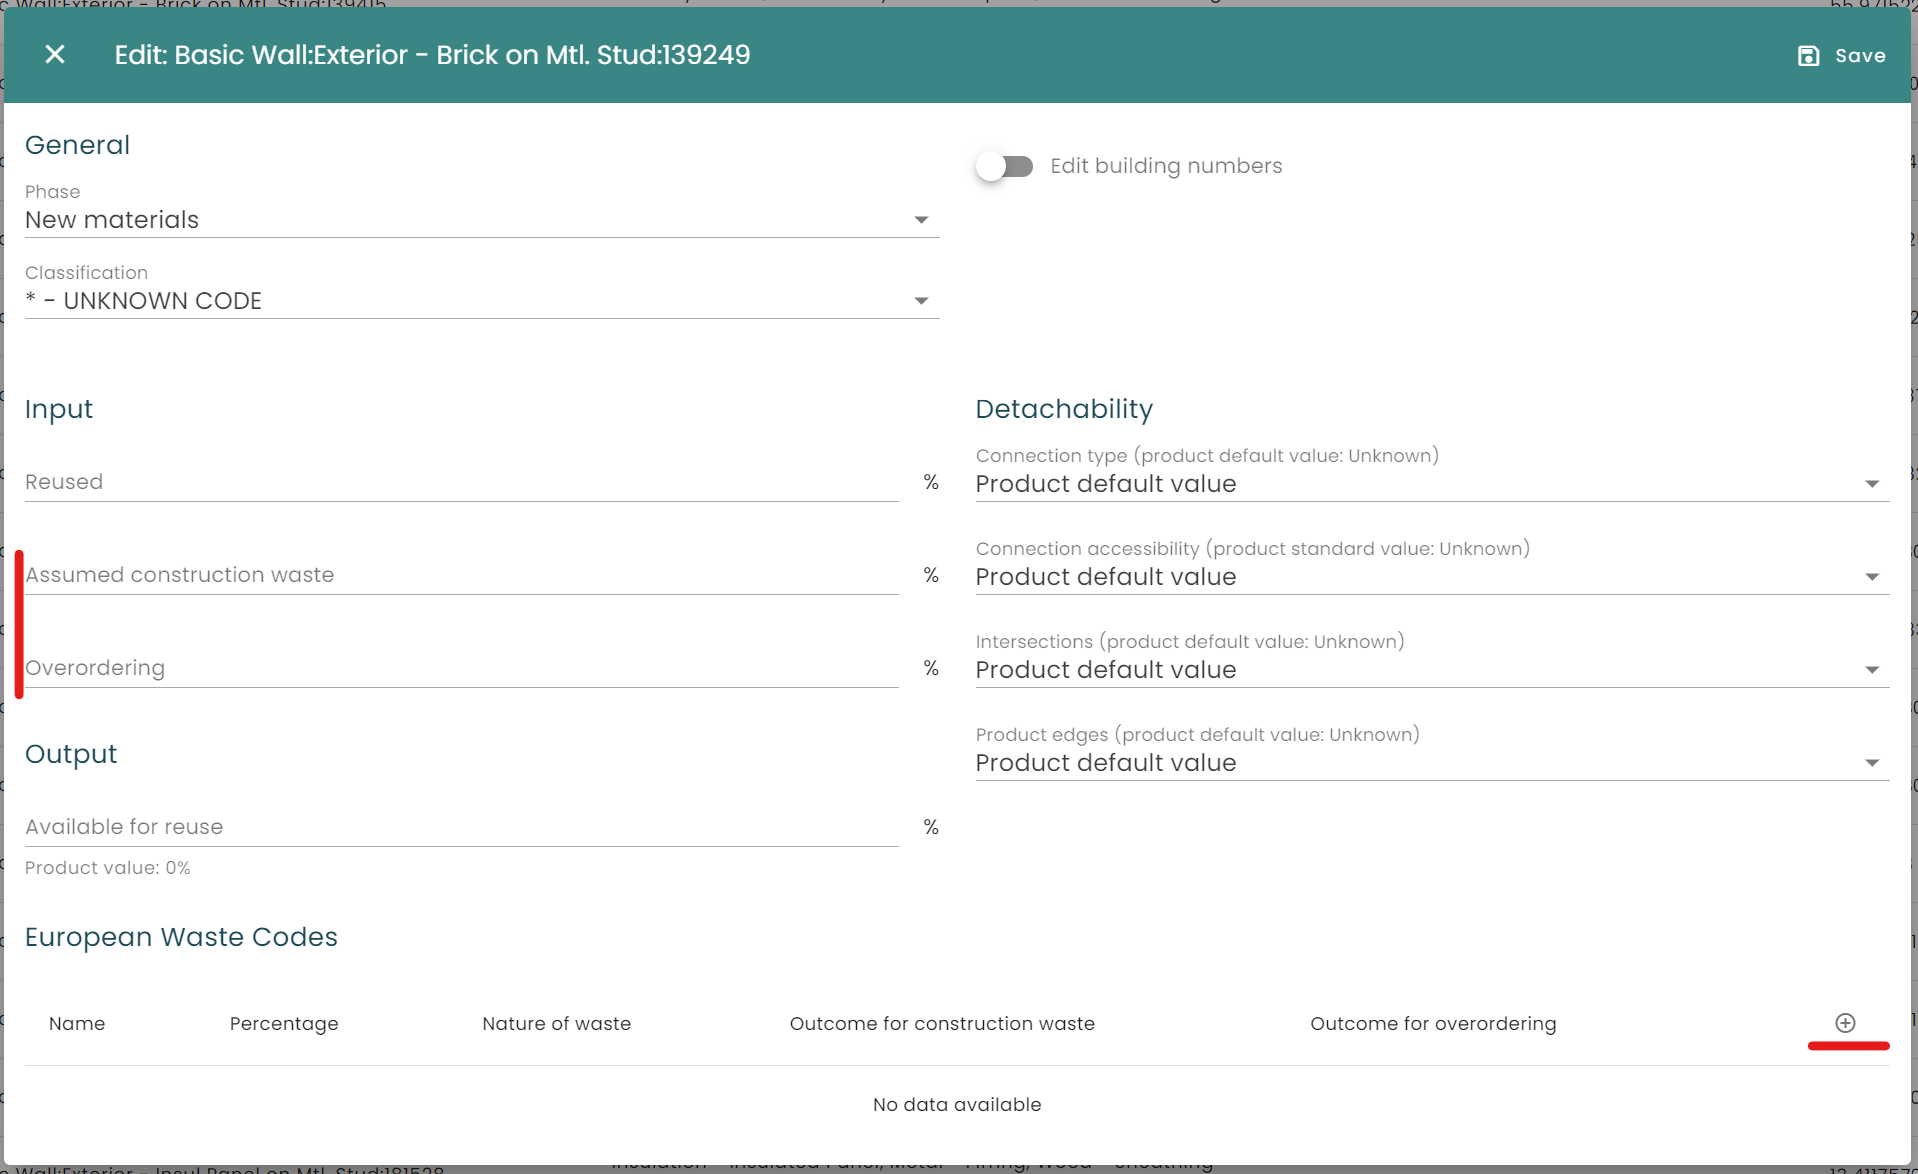 Edit: Basic Wall:Exterior - Brick on Mtl. Stud:139249
Save
General
Edit building numbers
Phase
New materials
Classification
* - UNKNOWN CODE
Input
Reused
%
Assumed construction waste
%
Overordering
%
Detachability
Connection type (product default value: Unknown)
Product default value
Connection accessibility (product standard value: Unknown)
Product default value
Intersections (product default value: Unknown)
Product default value
Product edges (product default value: Unknown)
Product default value
Output
Available for reuse
%
Product value: 0%
European Waste Codes
Name Percentage Nature of waste Outcome for construction waste Outcome for overordering
No data available